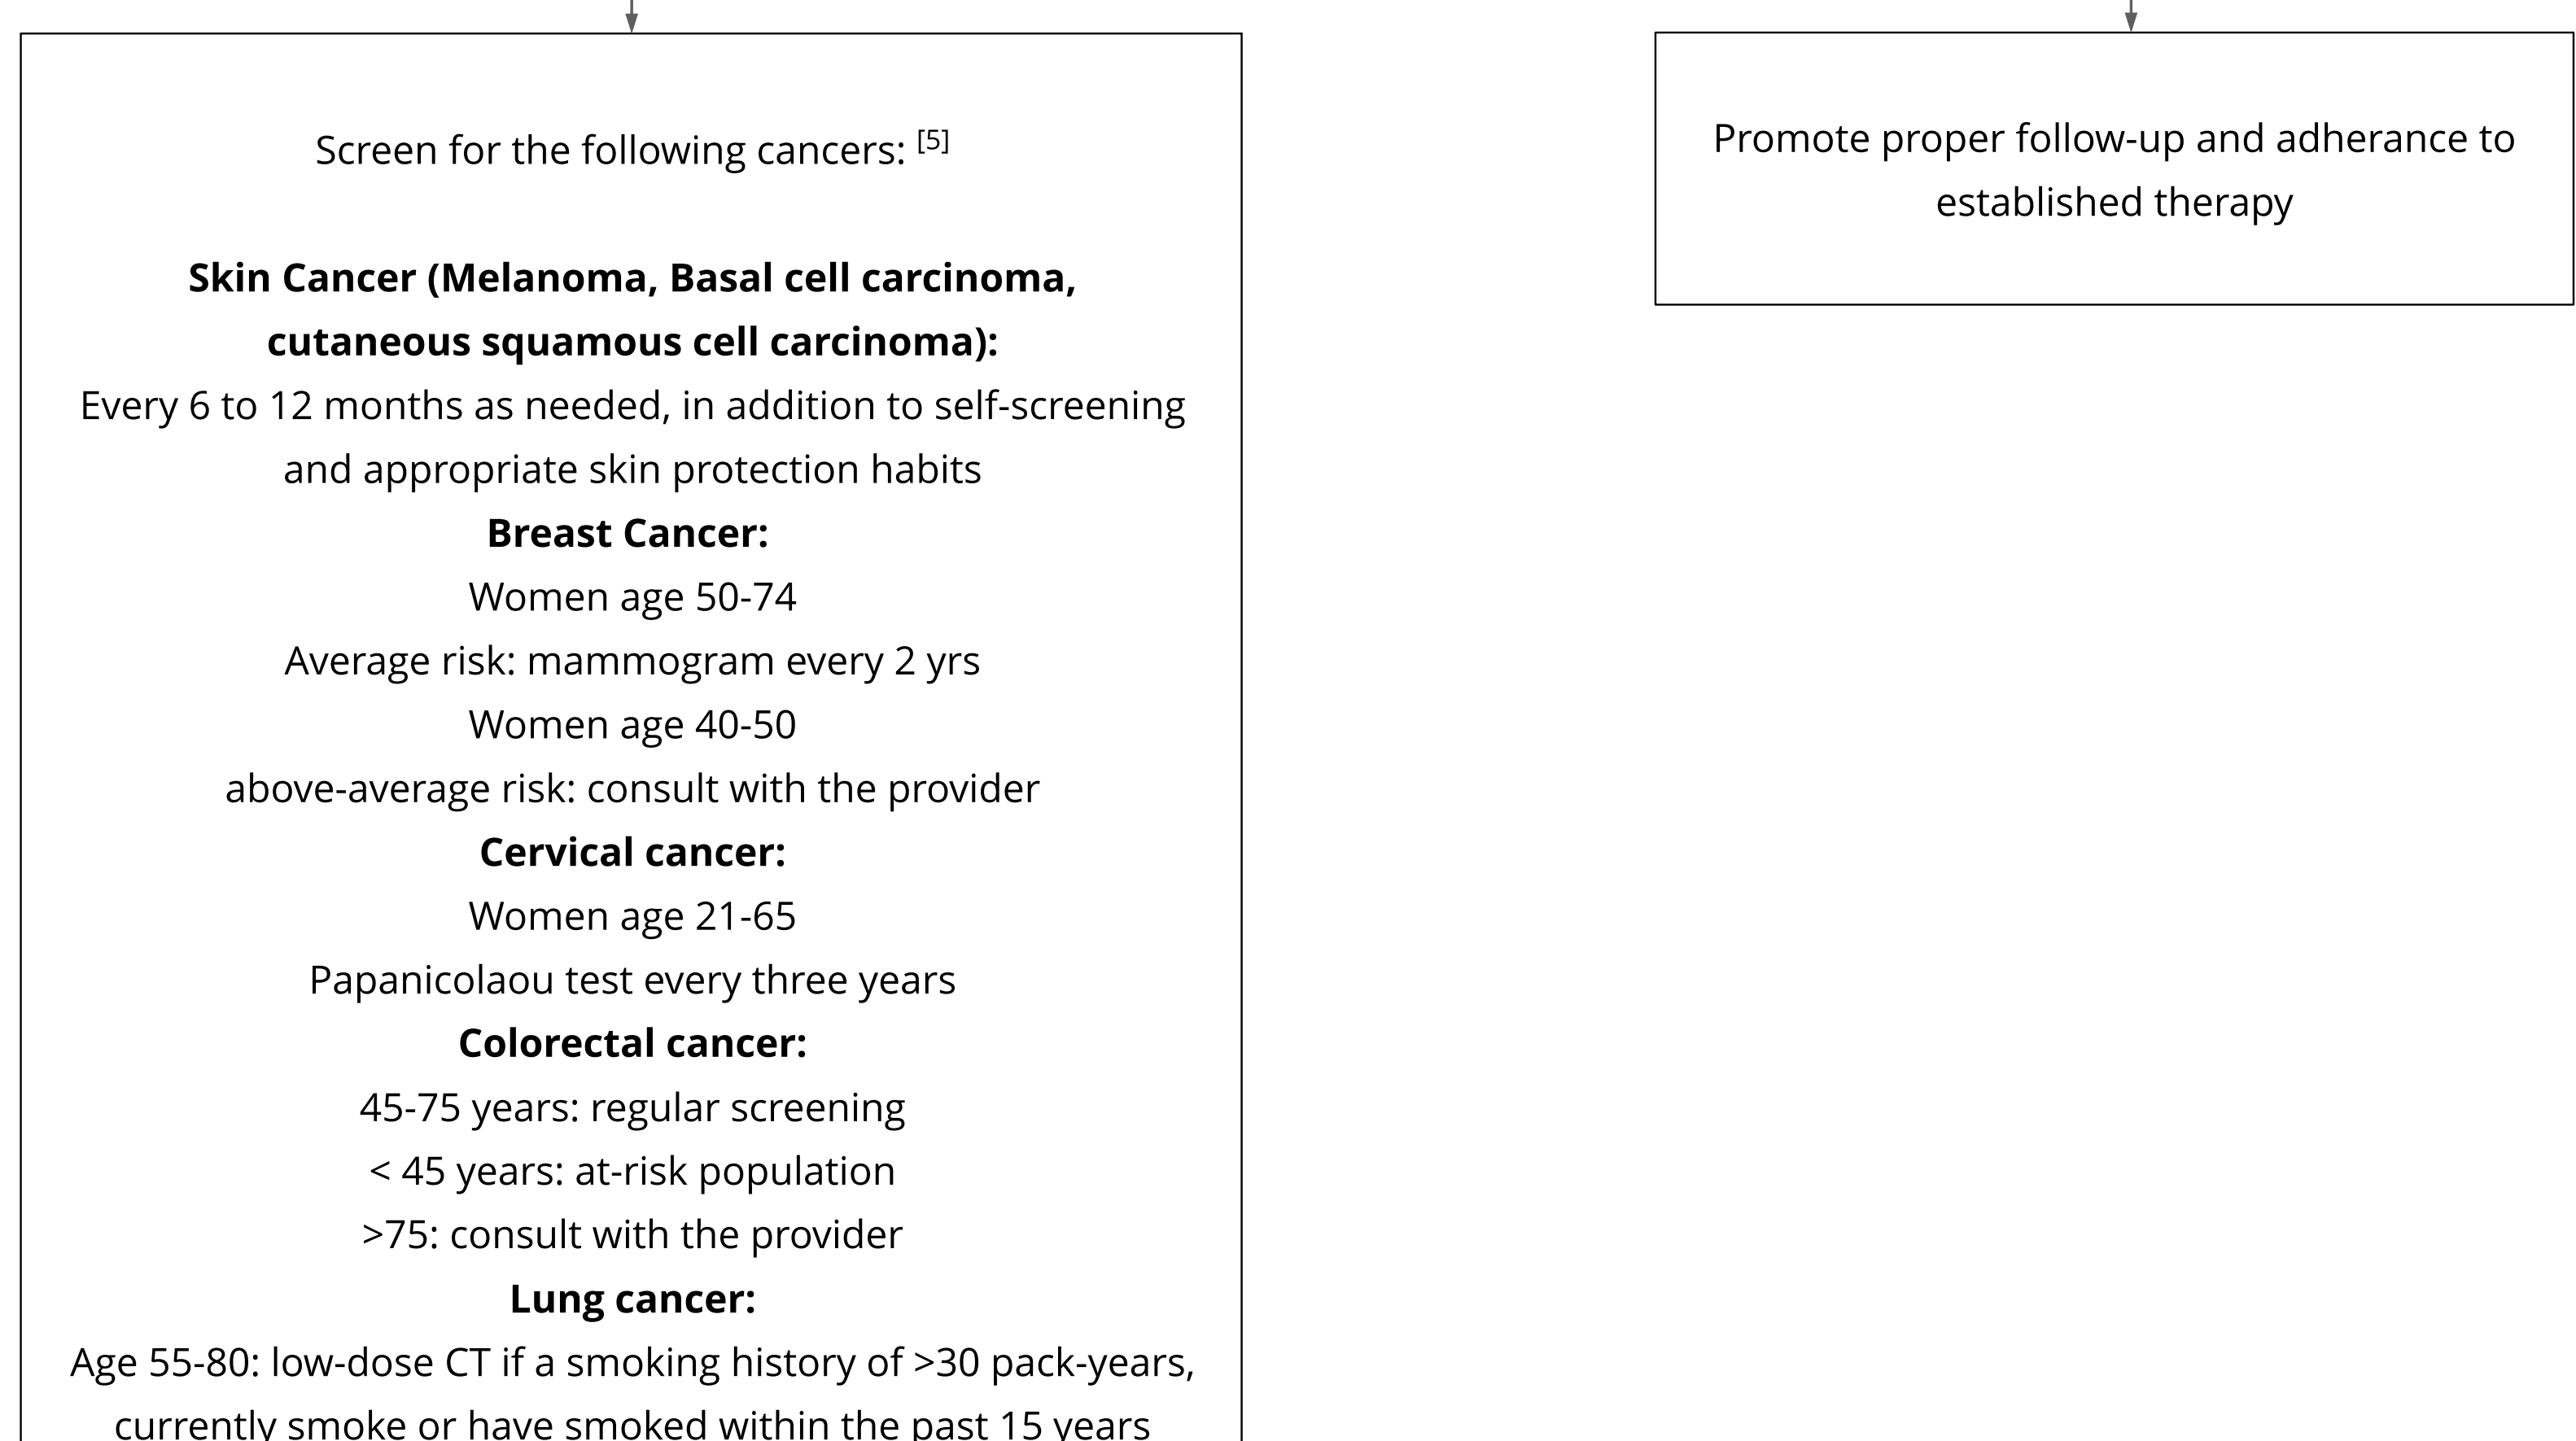 Screen for the following cancers: [5]
Skin Cancer (Melanoma, Basal cell carcinoma,
cutaneous squamous cell carcinoma):
Every 6 to 12 months as needed, in addition to self-screening
and appropriate skin protection habits
Breast Cancer:
Women age 50-74
Average risk: mammogram every 2 yrs
Women age 40-50
above-average risk: consult with the provider
Cervical cancer:
Women age 21-65
Papanicolaou test every three years
Colorectal cancer:
45-75 years: regular screening
< 45 years: at-risk population
>75: consult with the provider
Lung cancer:
Age 55-80: low-dose CT if a smoking history of >30 pack-years,
currently smoke or have smoked within the past 15 years
Promote proper follow-up and adherance to
established therapy